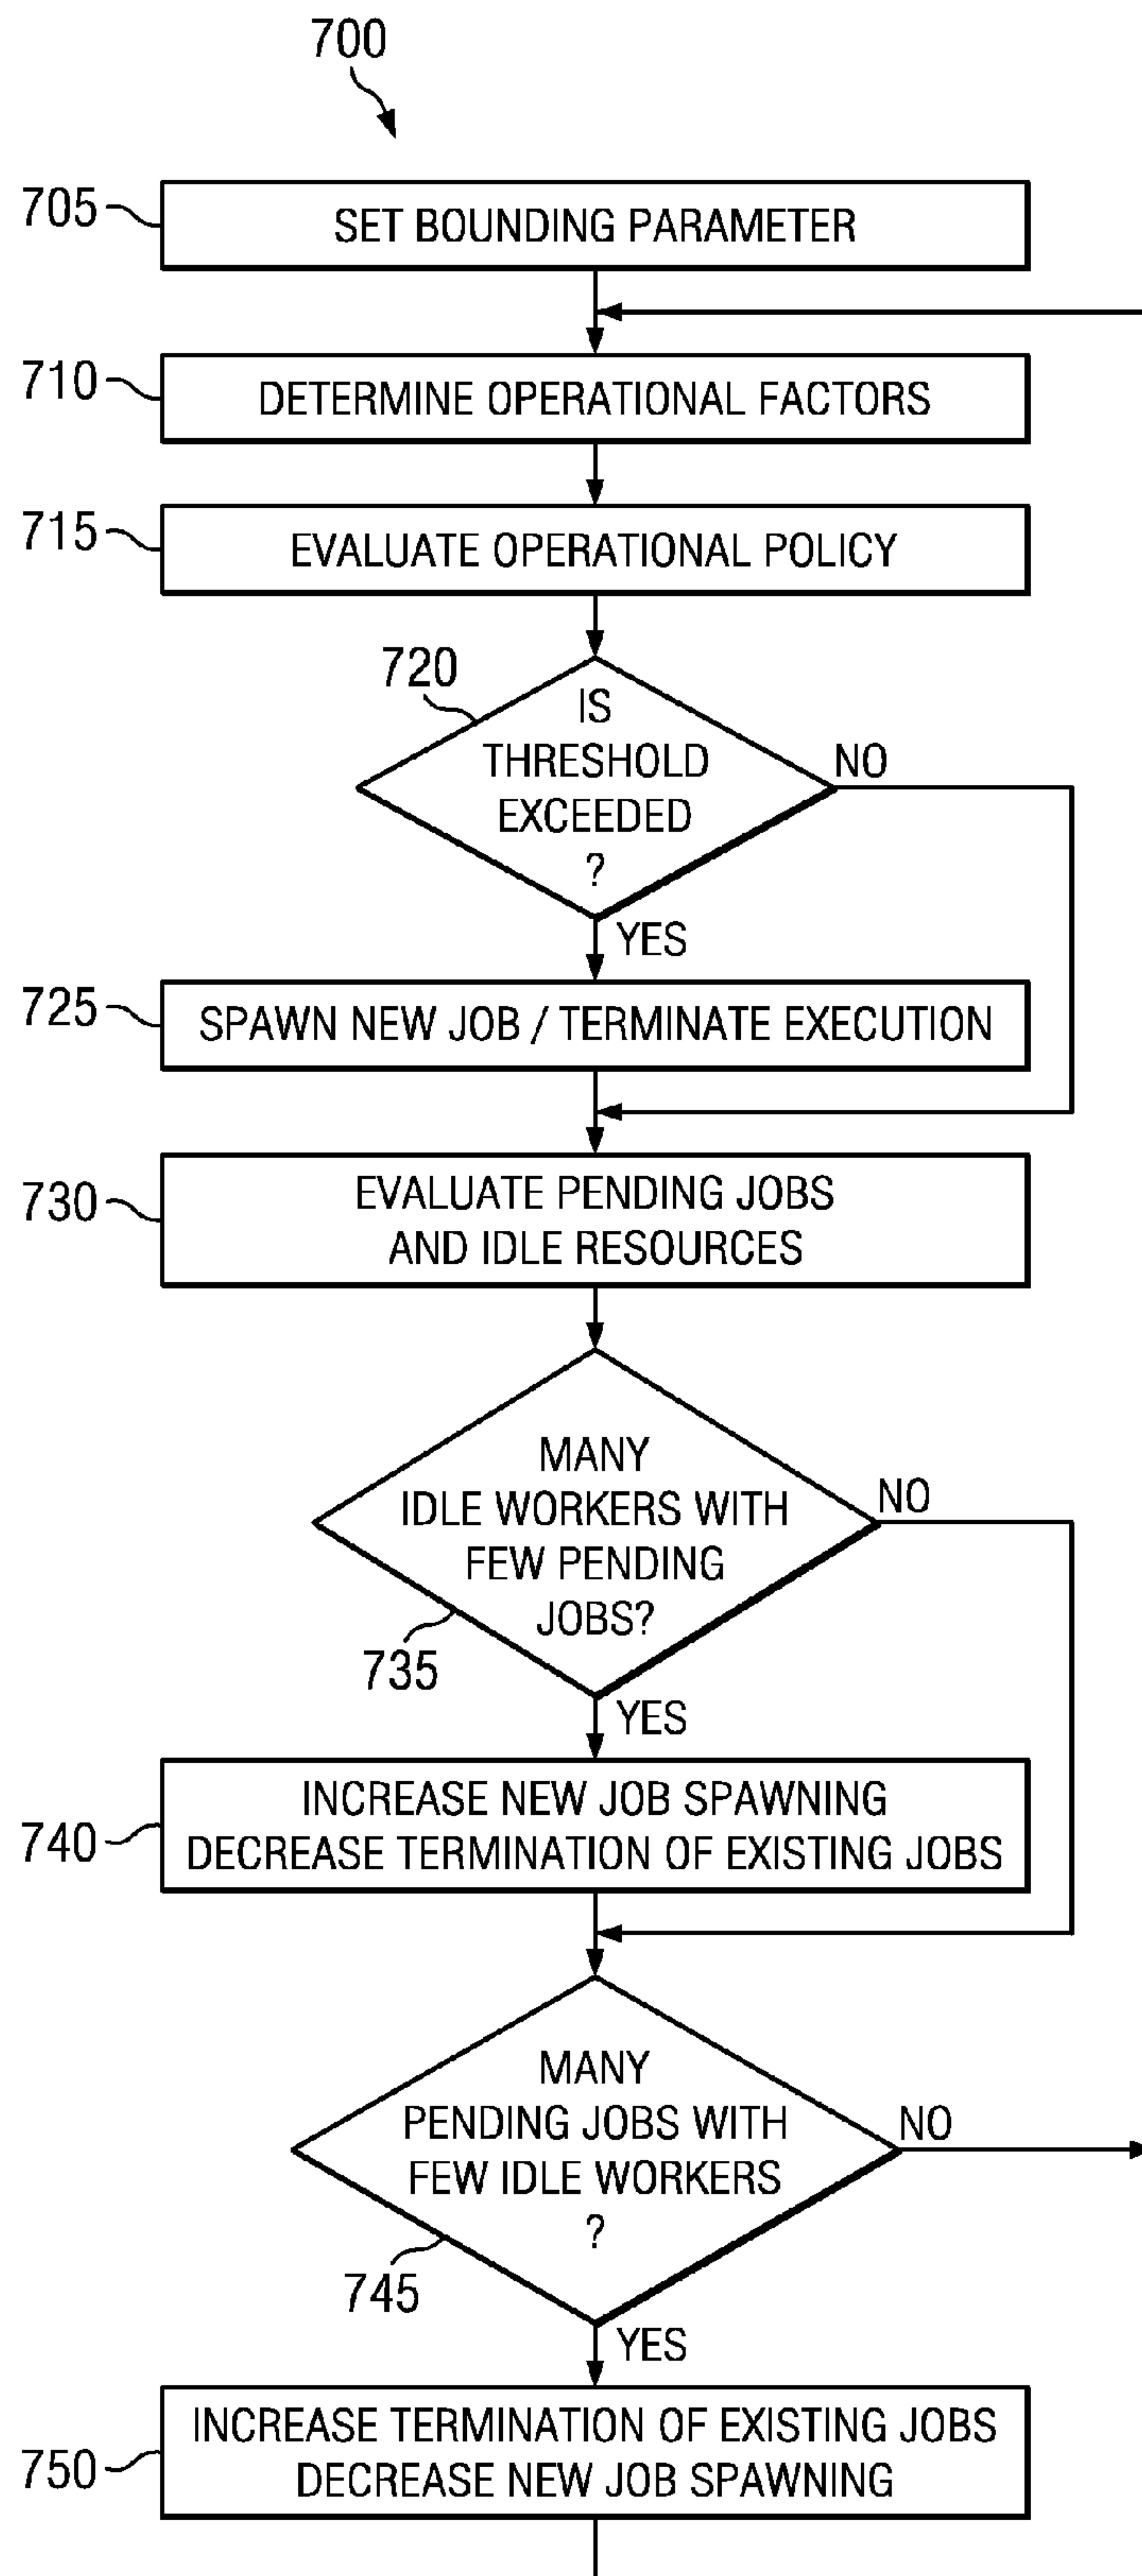 700
705
SET BOUNDING PARAMETER
710
DETERMINE OPERATIONAL FACTORS
715
EVALUATE OPERATIONAL POLICY
720
IS
THRESHOLD
EXCEEDED
?
NO
YES
725
SPAWN NEW JOB / TERMINATE EXECUTION
730
EVALUATE PENDING JOBS
AND IDLE RESOURCES
MANY
IDLE WORKERS WITH
FEW PENDING
JOBS?
NO
735
YES
740
INCREASE NEW JOB SPAWNING
DECREASE TERMINATION OF EXISTING JOBS
MANY
PENDING JOBS WITH
FEW IDLE WORKERS
?
NO
745
YES
750
INCREASE TERMINATION OF EXISTING JOBS
DECREASE NEW JOB SPAWNING